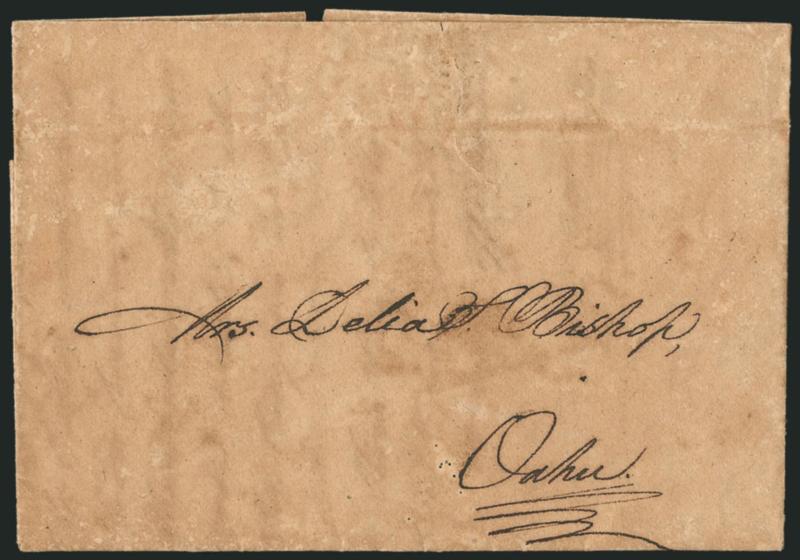 Mrs. Delia S. Bishop,
Oahu.